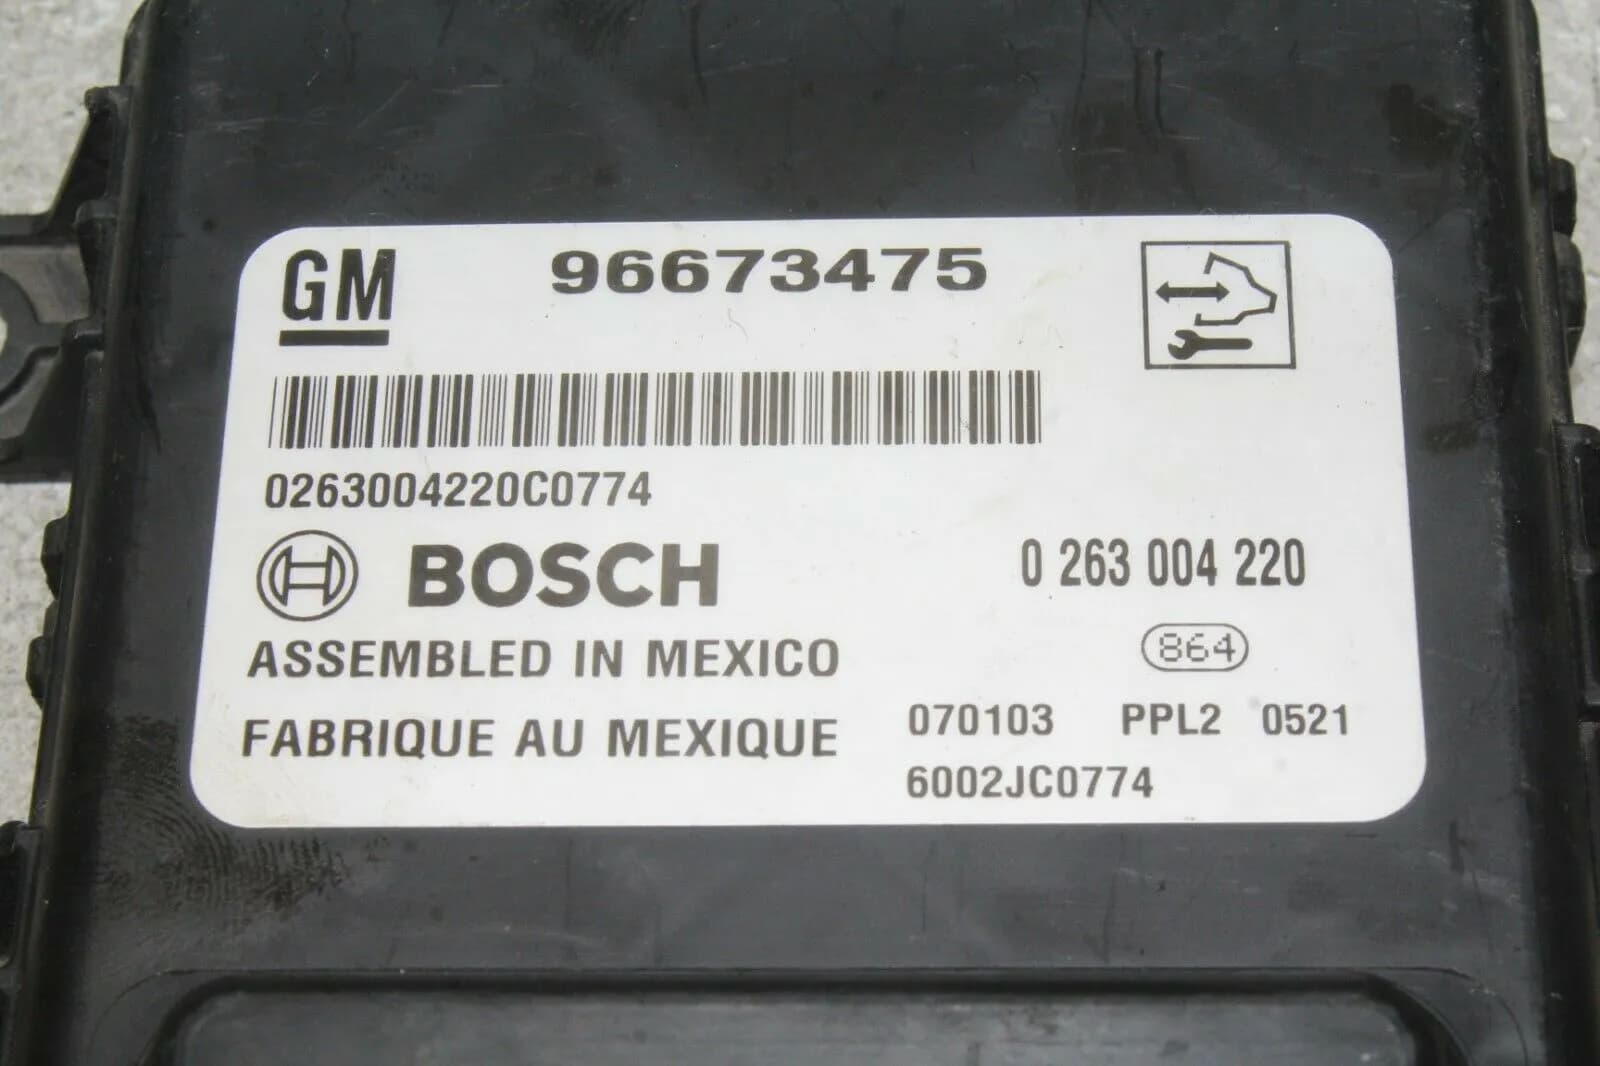 GM 96673475
0263004220C0774
BOSCH 0 263 004 220
ASSEMBLED IN MEXICO 864
FABRIQUE AU MEXIQUE 070103 PPL2 0521
6002JC0774